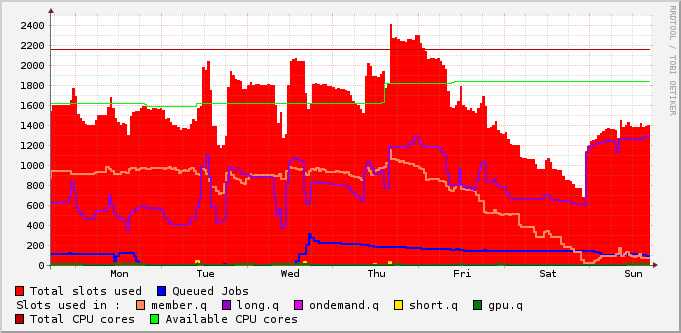 RRDTOOL / TOBI OETIKER
2400
2200
2000
1800
1600
1400
1200
1000
800
600
400
200
0
Mon Tue Wed Thu Fri Sat Sun
Total slots used Queued Jobs
Slots used in : member.q long.q ondemand.q short.q gpu.q
Total CPU cores Available CPU cores